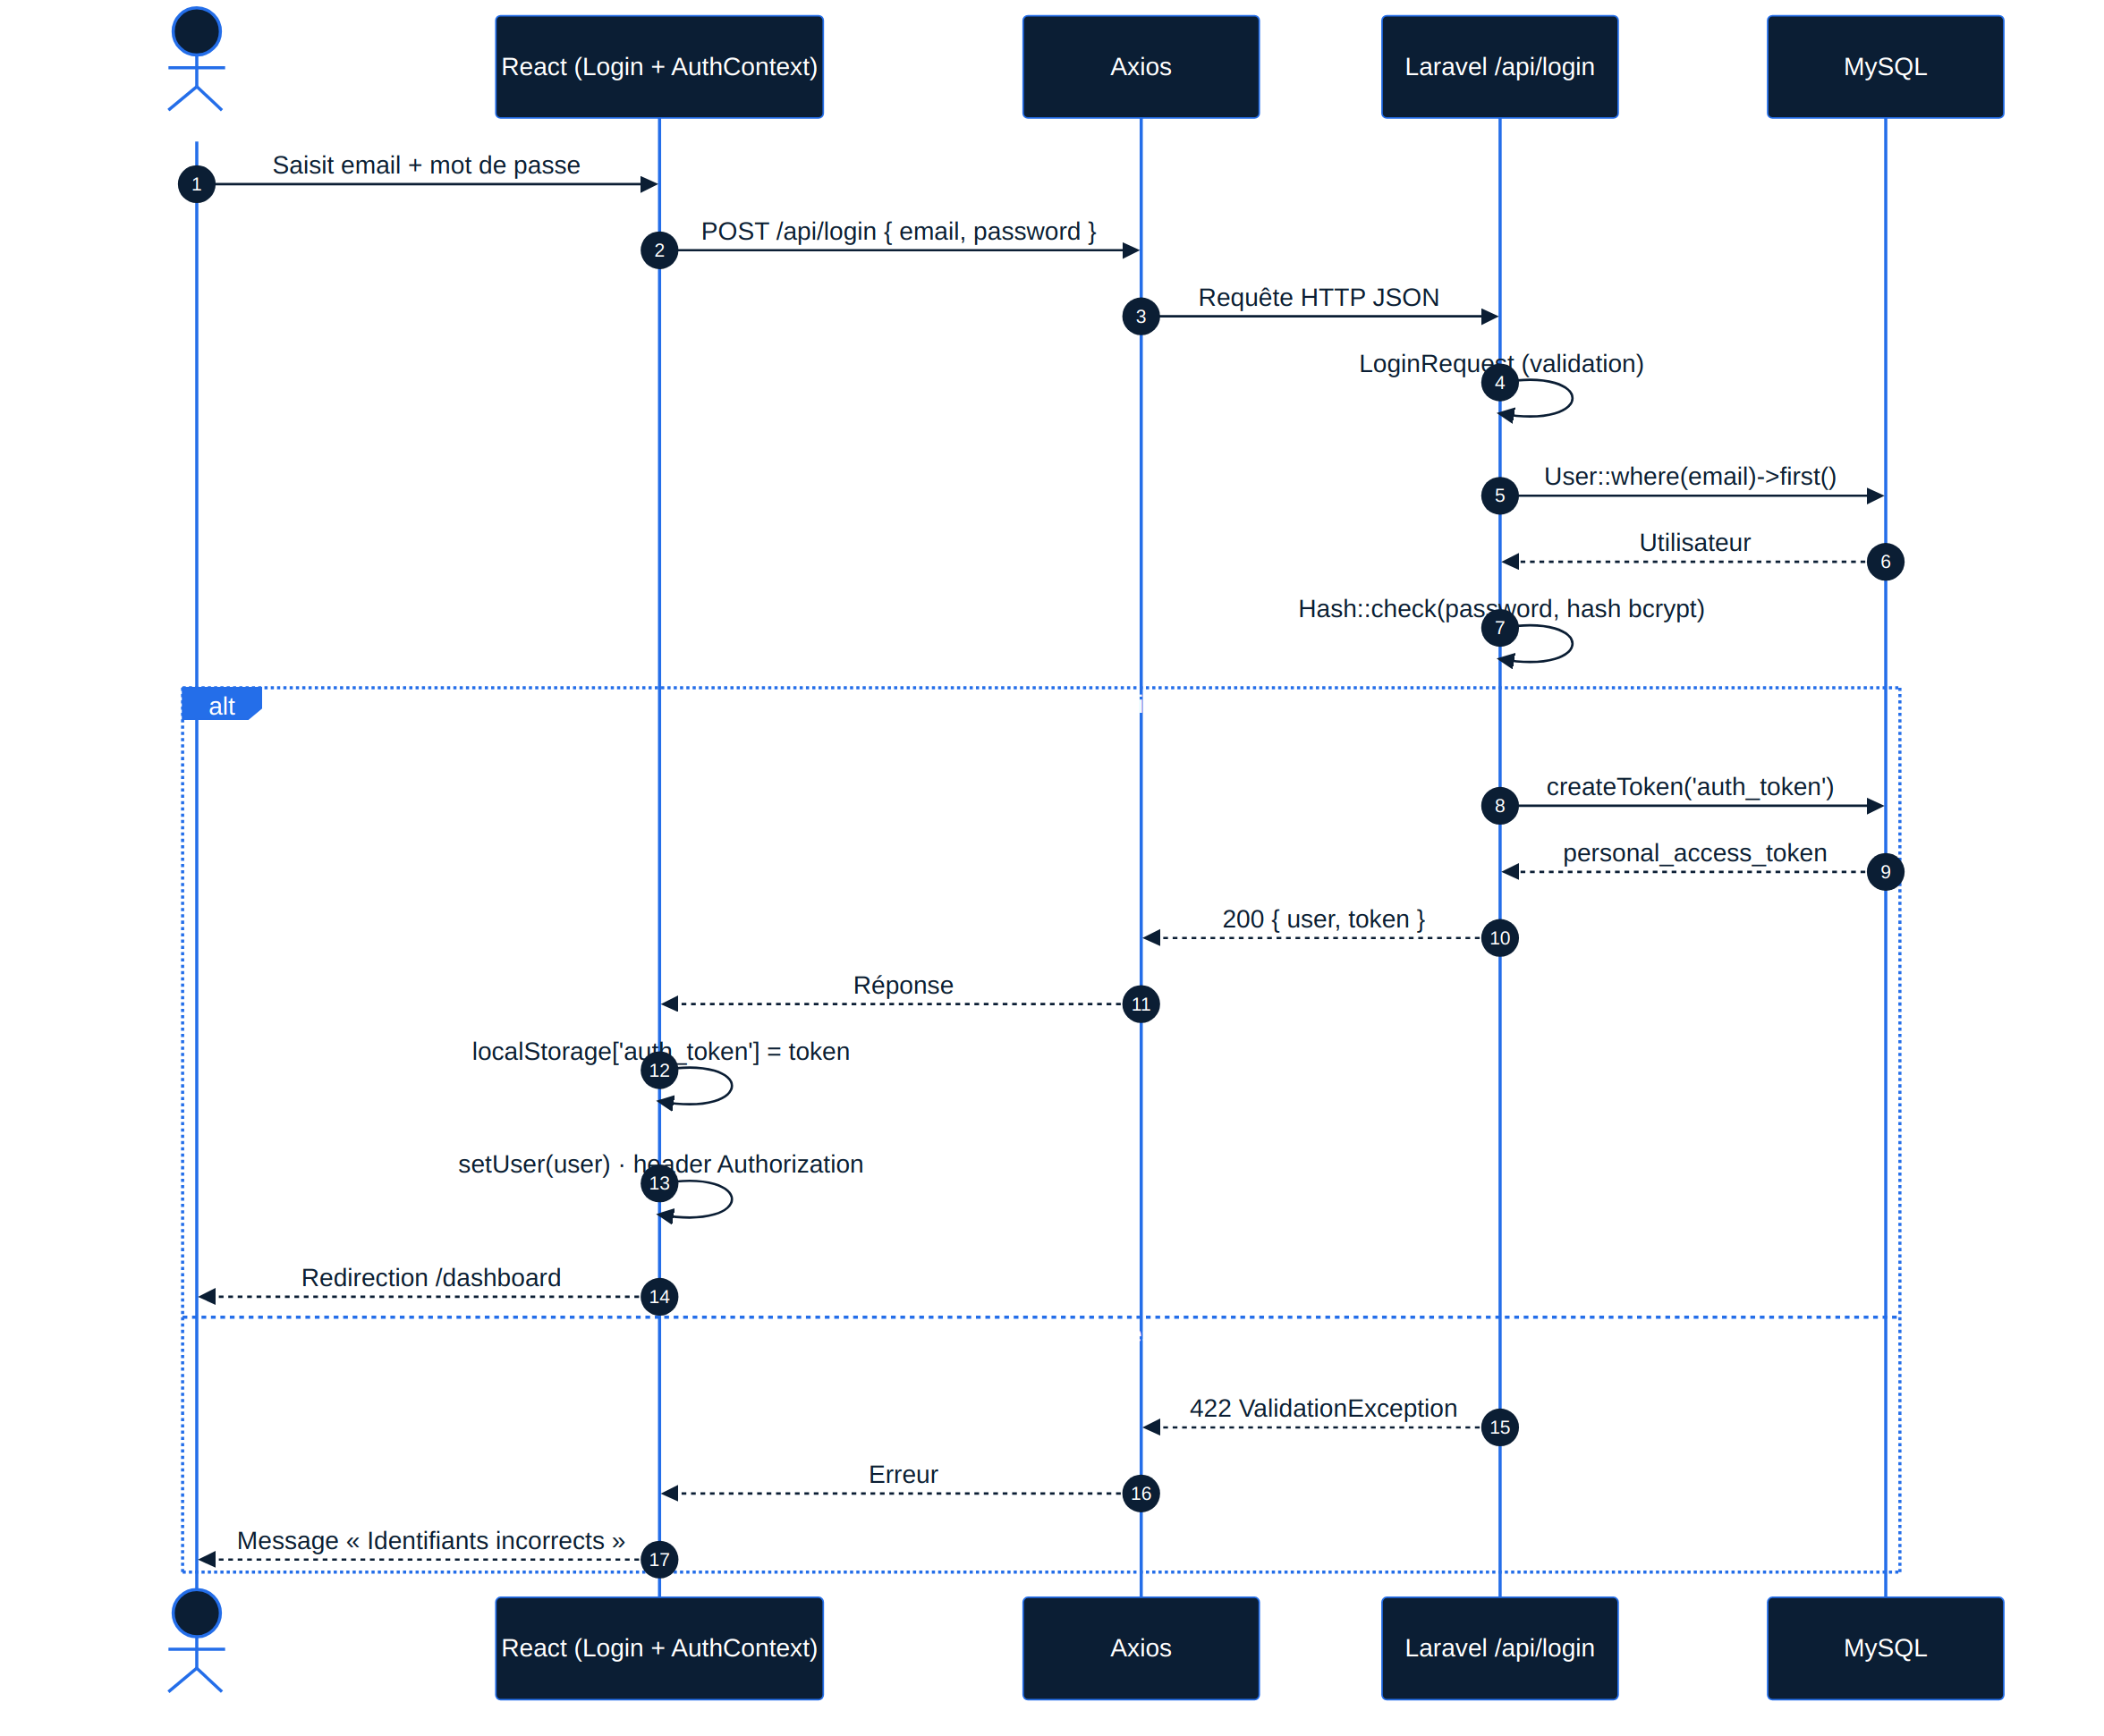 React (Login + AuthContext)
Axios
Laravel /api/login
MySQL
Saisit email + mot de passe
1
POST /api/login { email, password }
2
Requête HTTP JSON
3
LoginRequest (validation)
4
User::where(email)->first()
5
Utilisateur
6
Hash::check(password, hash bcrypt)
7
alt
createToken('auth_token')
8
personal_access_token
9
200 { user, token }
10
Réponse
11
localStorage['auth_token'] = token
12
setUser(user) · header Authorization
13
Redirection /dashboard
14
422 ValidationException
15
Erreur
16
Message « Identifiants incorrects »
17
React (Login + AuthContext)
Axios
Laravel /api/login
MySQL